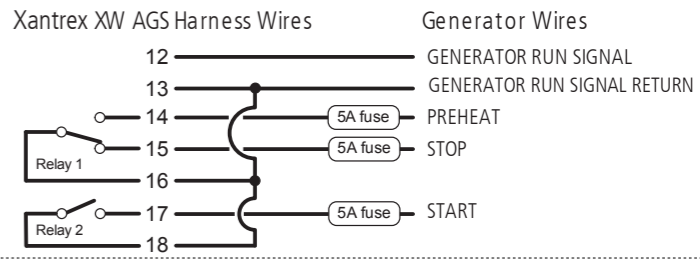 Xantrex XW AGS Harness Wires Generator Wires
12 GENERATOR RUN SIGNAL
13 GENERATOR RUN SIGNAL RETURN
14 5A fuse PREHEAT
15 5A fuse STOP
Relay 1
16
17 5A fuse START
Relay 2
18